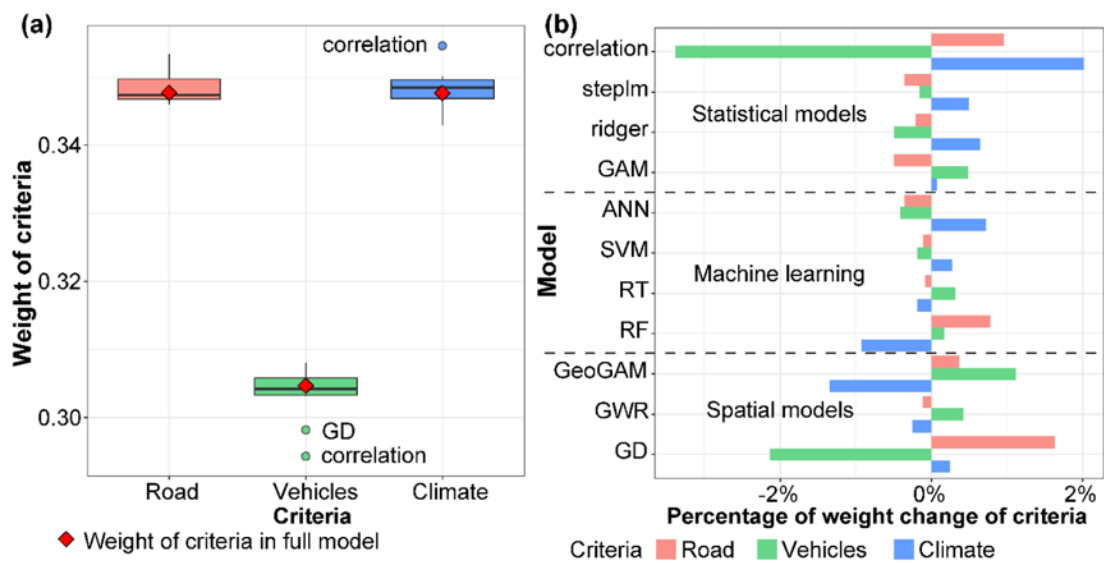 (a)
Weight of criteria
0.34
0.32
0.30
correlation
GD
correlation
Road Vehicles Climate
Criteria
Weight of criteria in full model
(b)
Model
correlation
steplm
Statistical models
ridger
GAM
ANN
SVM
Machine learning
RT
RF
GeoGAM
GWR
Spatial models
GD
-2% 0% 2%
Percentage of weight change of criteria
Criteria Road Vehicles Climate